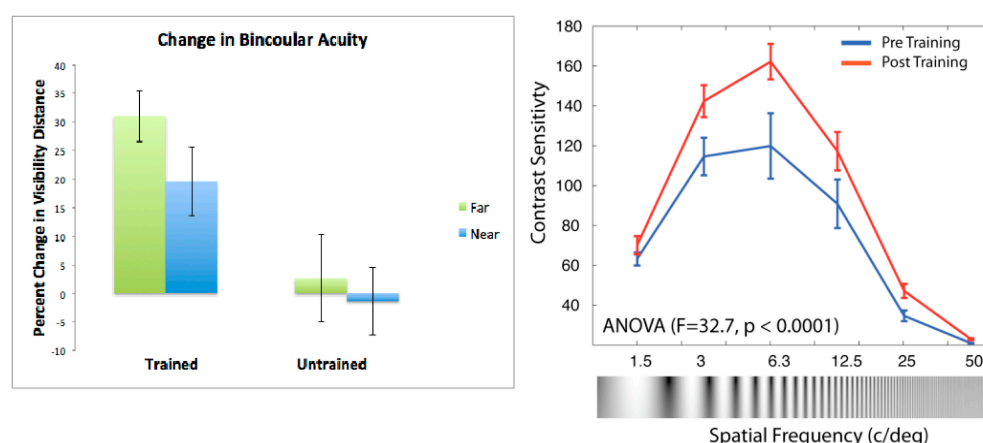 Change in Bincoular Acuity
Percent Change in Visibility Distance
40
35
30
25
20
15
10
5
0
-5
-10
Trained
Untrained
Far
Near
Contrast Sensitivty
180
160
140
120
100
80
60
40
Pre Training
Post Training
ANOVA (F=32.7, p < 0.0001)
1.5 3 6.3 12.5 25 50
Spatial Frequency (c/deg)